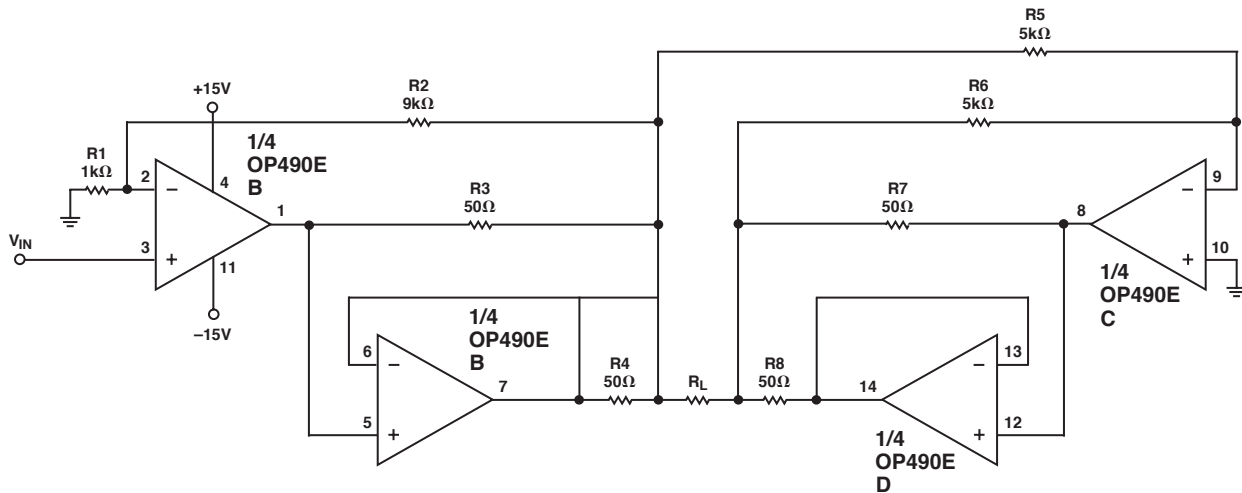 R5
5kΩ
+15V
R2
9kΩ
R6
5kΩ
1/4
OP490E
B
R1
1kΩ
2
–
4
1
3
+
11
VIN
–15V
R3
50Ω
R7
50Ω
8
9
–
10
+
1/4
OP490E
C
1/4
OP490E
B
6
–
7
5
+
R4
50Ω
RL
R8
50Ω
14
13
–
12
+
1/4
OP490E
D